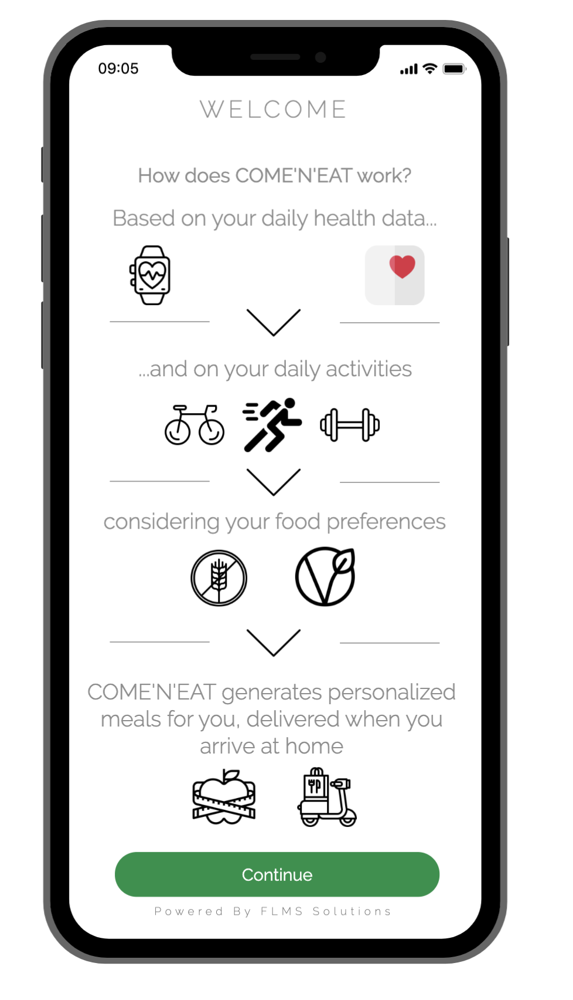 09:05
WELCOME
How does COME'N'EAT work?
Based on your daily health data...
...and on your daily activities
considering your food preferences
COME'N'EAT generates personalized
meals for you, delivered when you
arrive at home
Continue
Powered By FLMS Solutions